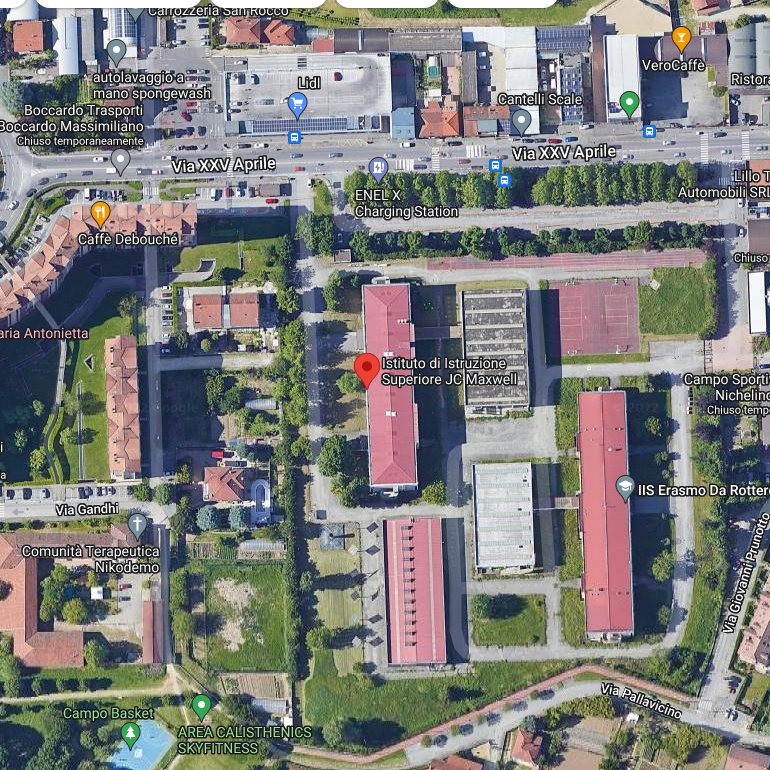 Carrozzeria San Rocco
autolavaggio a
mano spongewash
Lidl
VeroCaffè
Ristora
Boccardo Trasporti
Boccardo Massimiliano
Chiuso temporaneamente
Cantelli Scale
Via XXV Aprile
Via XXV Aprile
ENEL X
Charging Station
Lillo T
Automobili SRL
Caffè Debouché
Chiuso
aria Antonietta
Istituto di Istruzione
Superiore JC Maxwell
Campo Sporti
Nichelino
Chiuso temp
i
a
IIS Erasmo Da Rotter
Via Gandhi
Comunità Terapeutica
Nikodemo
Via Giovanni Prunotto
Via Pallavicino
Campo Basket
AREA CALISTHENICS
SKYFITNESS